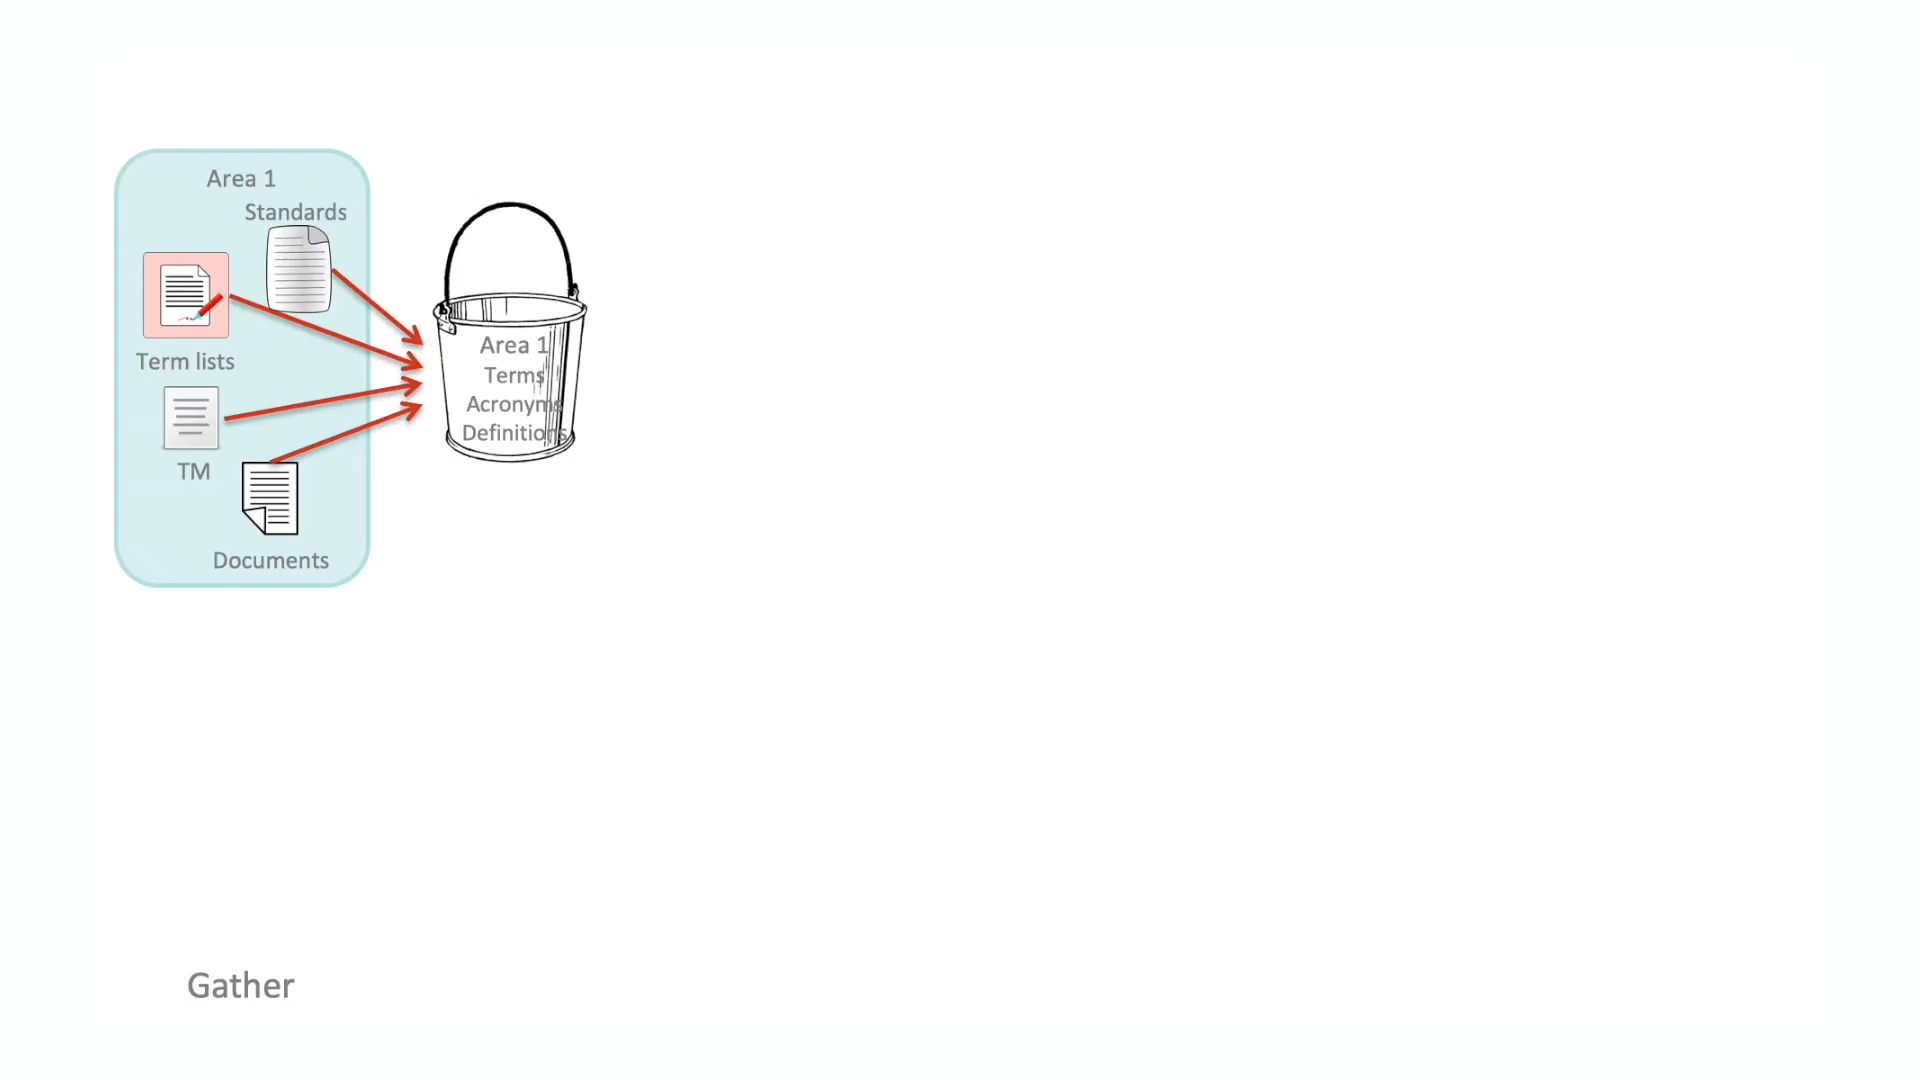 Area 1
Standards
Term lists
TM
Documents
Area 1
Terms
Acronyms
Definitions
Gather